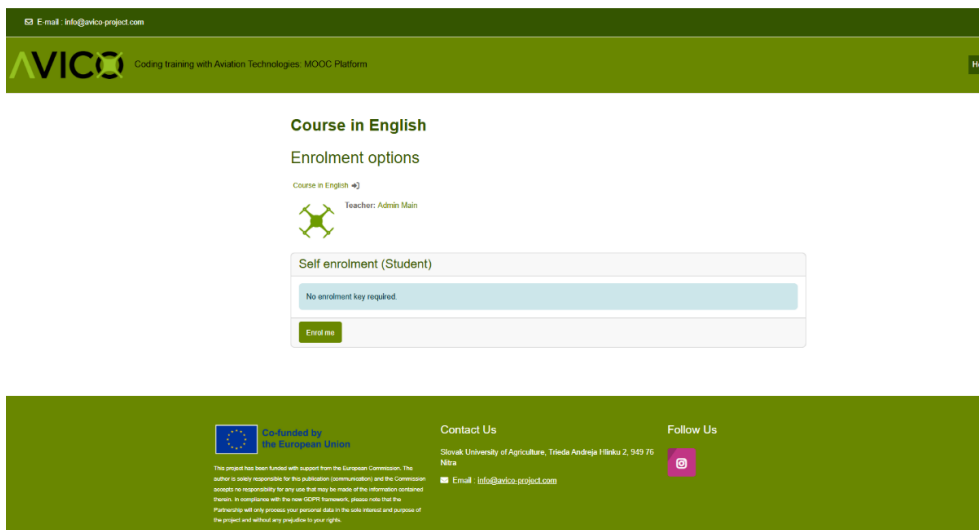 E-mail : info@avico-project.com
AVICO
Coding training with Aviation Technologies: MOOC Platform
Course in English
Enrolment options
Course in English
Teacher: Admin Main
Self enrolment (Student)
No enrolment key required.
Enrol me
Co-funded by
the European Union
This project has been funded with support from the European Commission. The
author is solely responsible for this publication (communication) and the Commission
accepts no responsibility for any use that may be made of the information contained
therein. In compliance with the new GDPR framework, please note that the
Partnership will only process your personal data in the sole interest and purpose of
the project and without any prejudice to your rights.
Contact Us
Slovak University of Agriculture, Trieda Andreja Hlinku 2, 949 76
Nitra
Email : info@avico-project.com
Follow Us